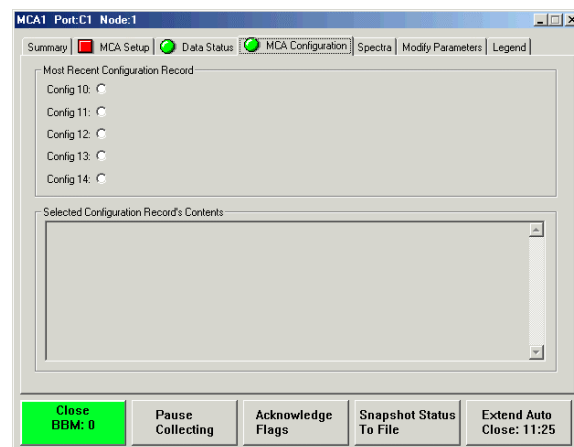 MCA1 Port:C1 Node:1
Summary MCA Setup Data Status MCA Configuration Spectra Modify Parameters Legend
Most Recent Configuration Record
Config 10:
Config 11:
Config 12:
Config 13:
Config 14:
Selected Configuration Record's Contents
Close BBM: 0
Pause Collecting
Acknowledge Flags
Snapshot Status To File
Extend Auto Close: 11:25